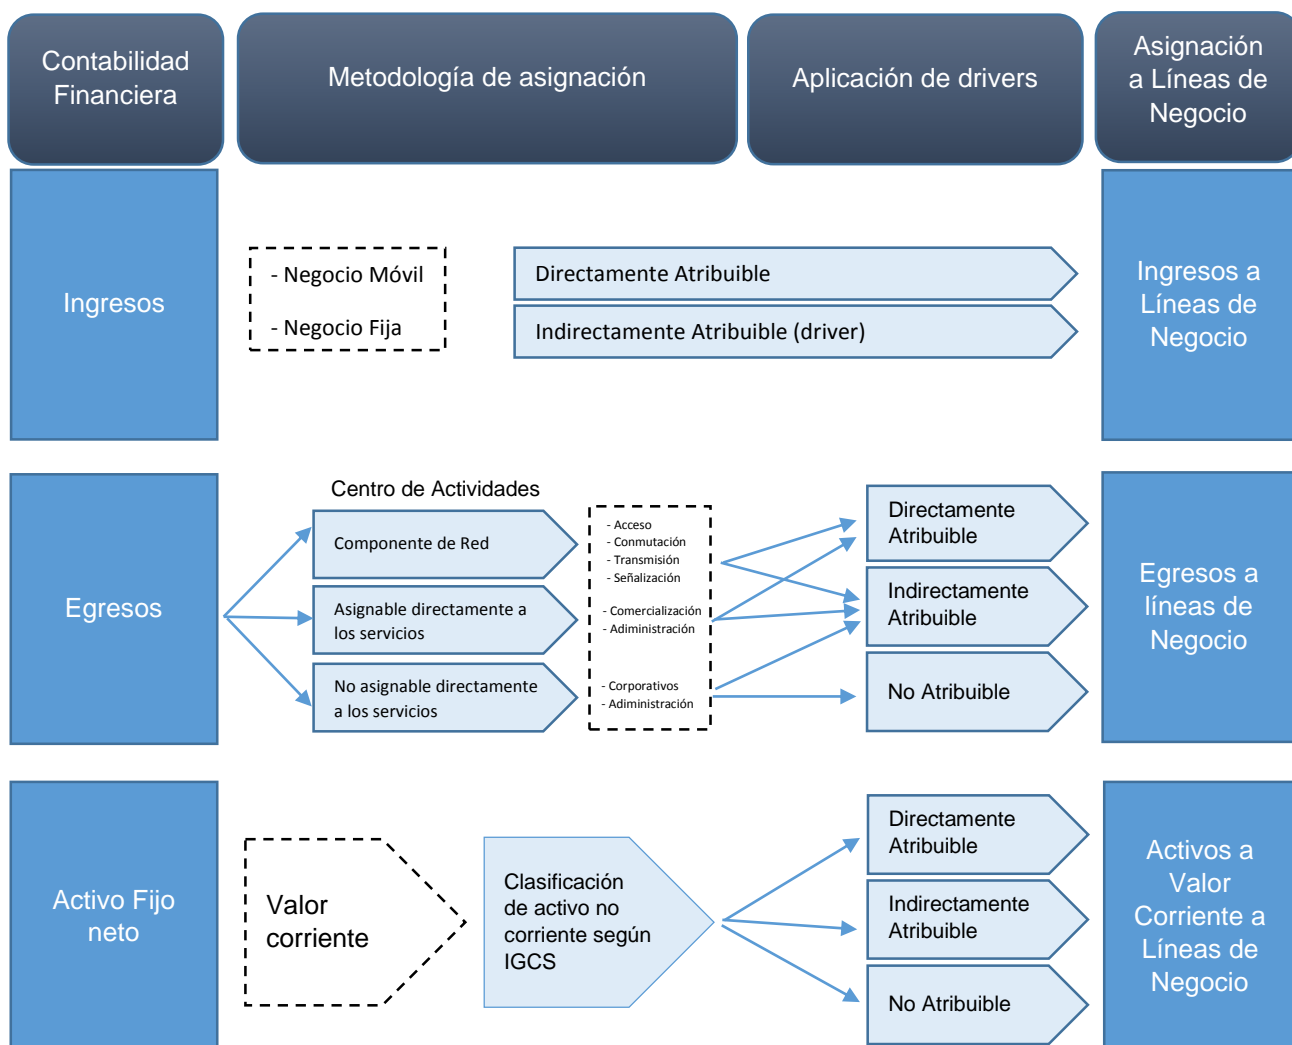 Contabilidad
Financiera
Metodología de asignación
Aplicación de drivers
Asignación
a Líneas de
Negocio
Ingresos
- Negocio Móvil
- Negocio Fija
Directamente Atribuible
Indirectamente Atribuible (driver)
Ingresos a
Líneas de
Negocio
Egresos
Centro de Actividades
Componente de Red
Asignable directamente a
los servicios
No asignable directamente
a los servicios
- Acceso
- Conmutación
- Transmisión
- Señalización
- Comercialización
- Adiministración
- Corporativos
- Adiministración
Directamente
Atribuible
Indirectamente
Atribuible
No Atribuible
Egresos a
líneas de
Negocio
Activo Fijo
neto
Valor
corriente
Clasificación
de activo no
corriente según
IGCS
Directamente
Atribuible
Indirectamente
Atribuible
No Atribuible
Activos a
Valor
Corriente a
Líneas de
Negocio